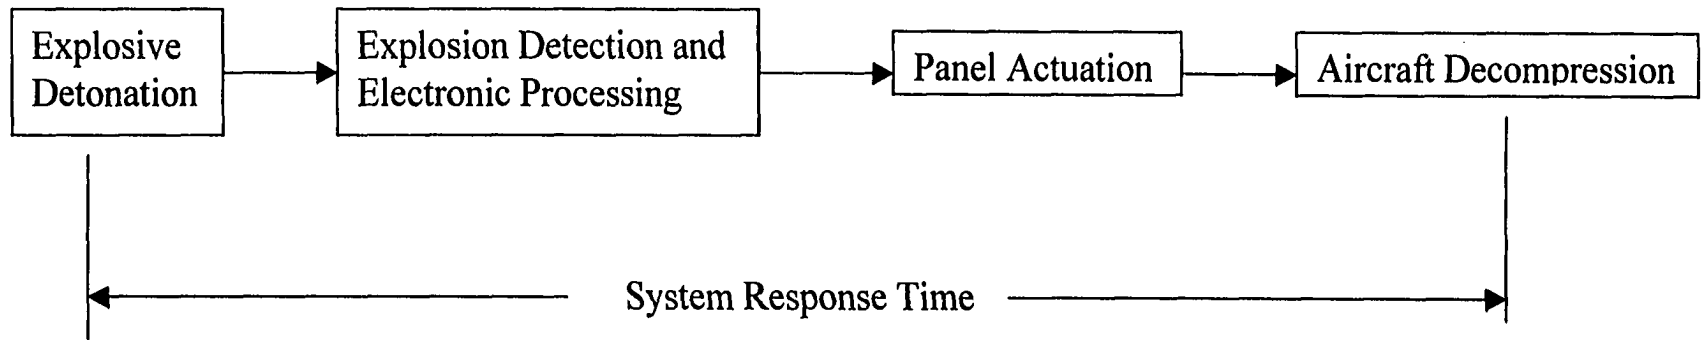 Explosive
Detonation
Explosion Detection and
Electronic Processing
Panel Actuation
Aircraft Decompression
System Response Time